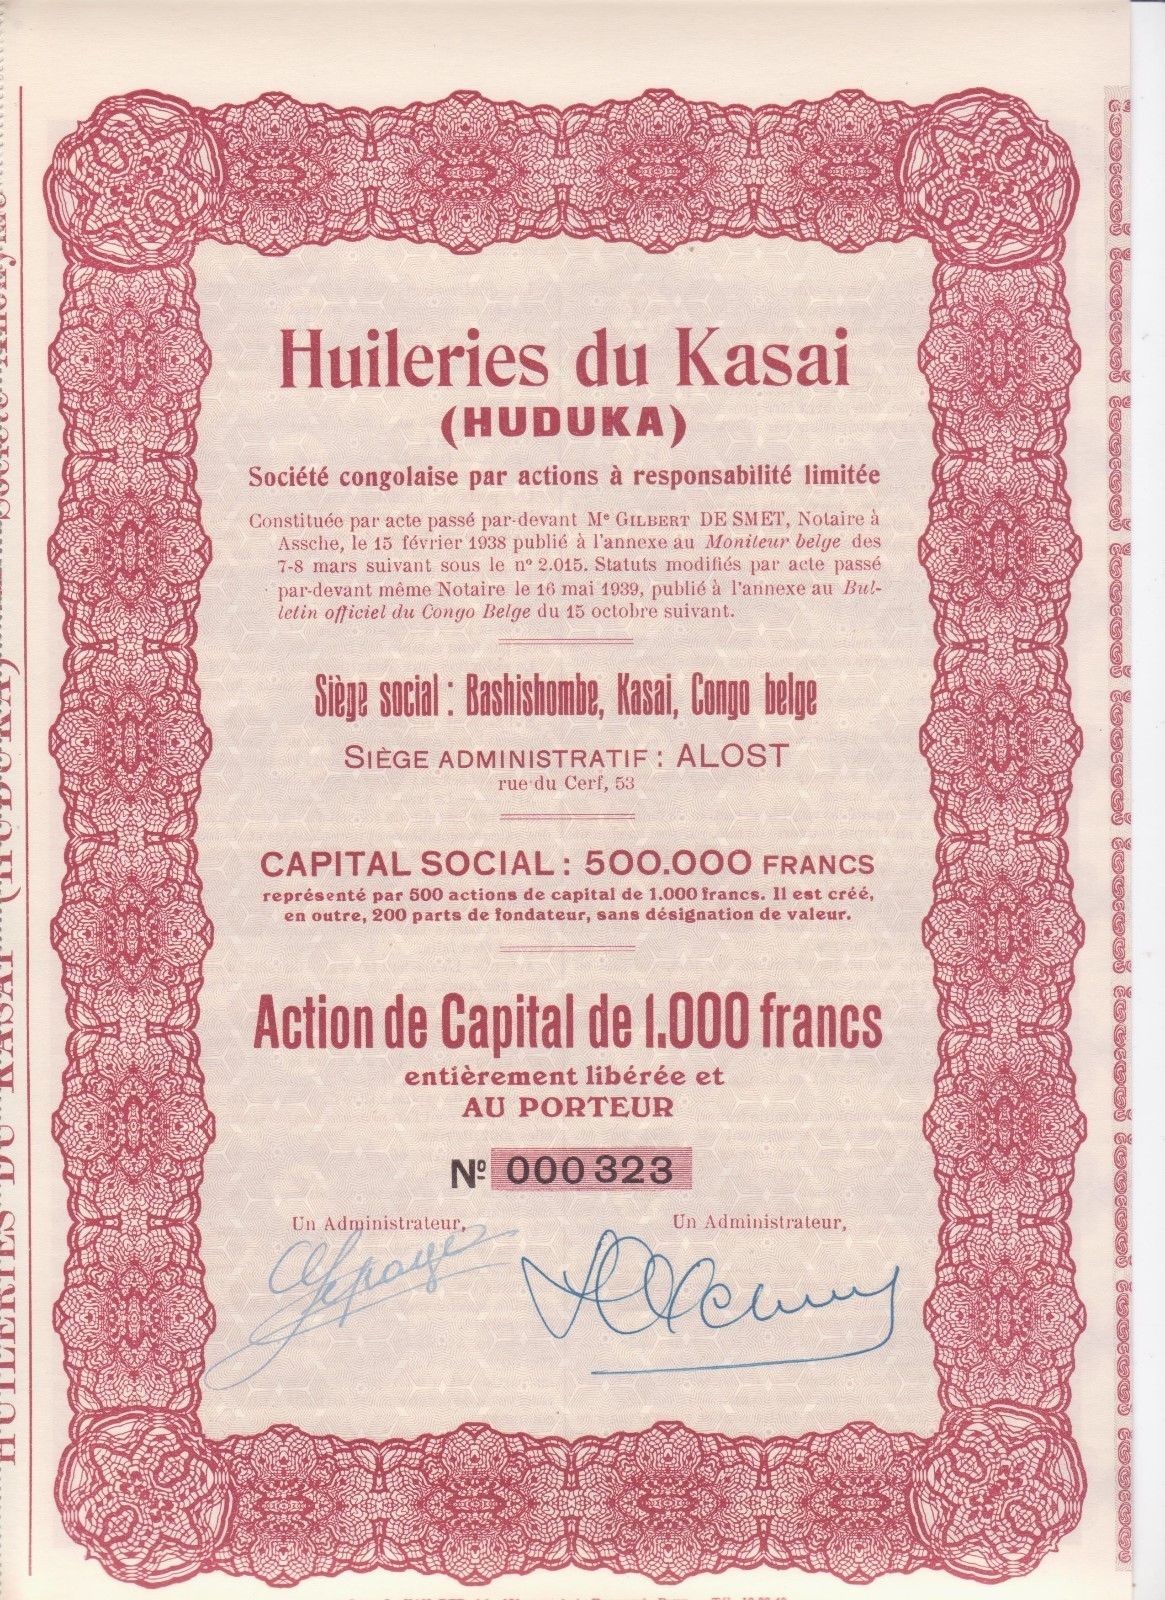 Huileries du Kasai
(HUDUKA)
Société congolaise par actions à responsabilité limitée
Constituée par acte passé par-devant Me GILBERT DE SMET, Notaire à
Assche, le 15 février 1938 publié à l'annexe au Moniteur belge des
7-8 mars suivant sous le nº 2.015. Statuts modifiés par acte passé
par-devant même Notaire le 16 mai 1939, publié à l'annexe au Bul-
letin officiel du Congo Belge du 15 octobre suivant.
Siège social : Bashishombe, Kasai, Congo belge
SIÈGE ADMINISTRATIF : ALOST
rue du Cerf, 53
CAPITAL SOCIAL : 500.000 FRANCS
représenté par 500 actions de capital de 1.000 francs. Il est créé,
en outre, 200 parts de fondateur, sans désignation de valeur.
Action de Capital de 1.000 francs
entièrement libérée et
AU PORTEUR
Nº 000323
Un Administrateur, Un Administrateur,
HUILERIES DU KASAI (HUDUKA)